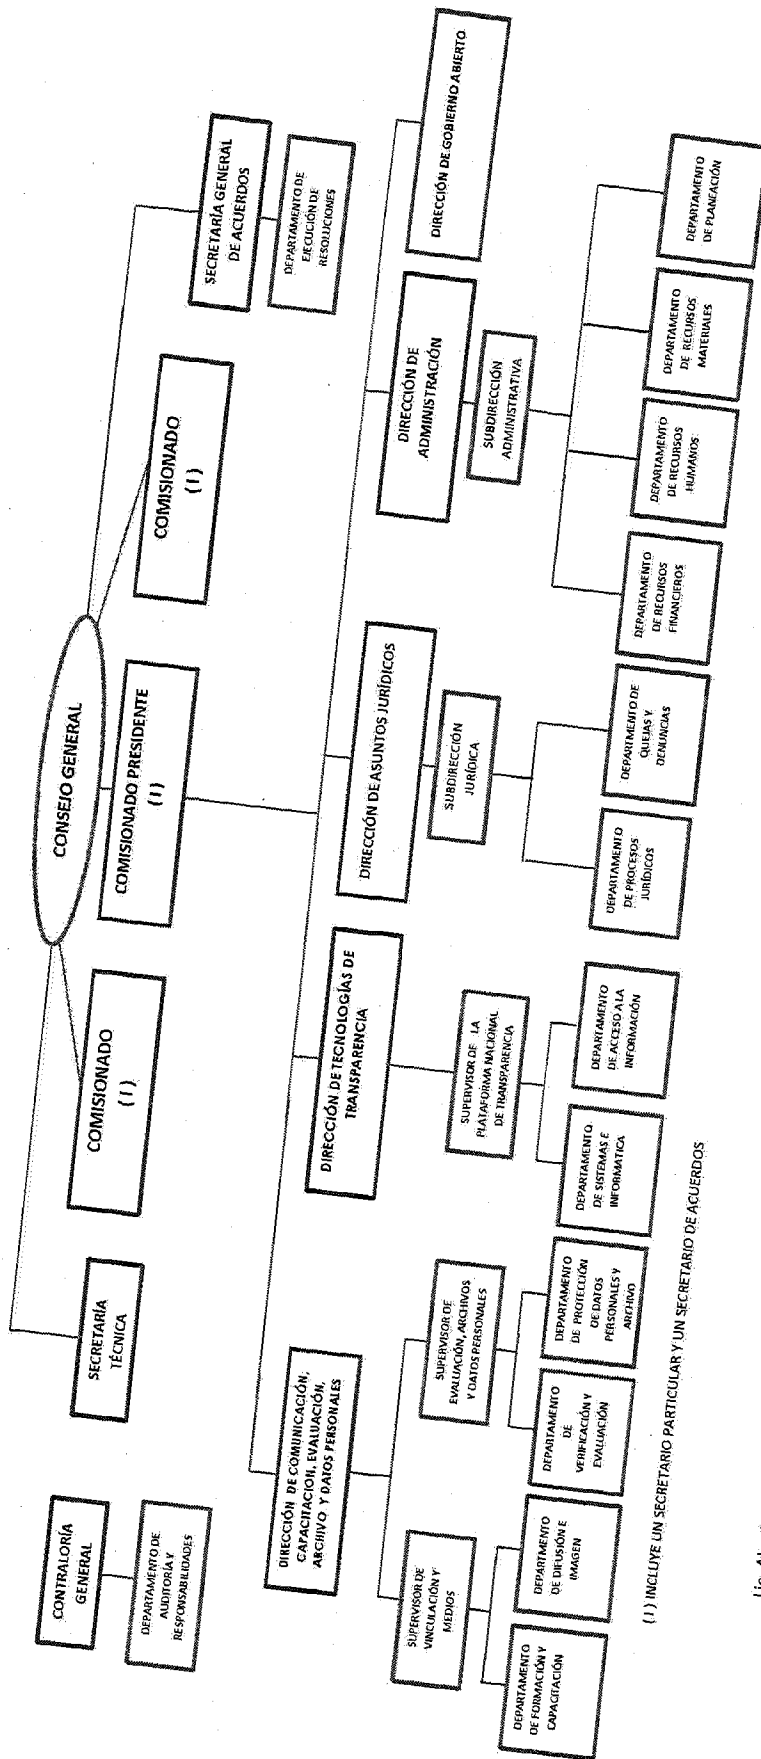 CONSEJO GENERAL
CONTRALORÍA
GENERAL
DEPARTAMENTO DE
AUDITORÍA Y
RESPONSABILIDADES
SECRETARÍA
TÉCNICA
COMISIONADO
(1)
COMISIONADO PRESIDENTE
(1)
COMISIONADO
(1)
SECRETARÍA GENERAL
DE ACUERDOS
DEPARTAMENTO DE
EJECUCIÓN DE
RESOLUCIONES
DIRECCIÓN DE COMUNICACIÓN,
CAPACITACION, EVALUACIÓN,
ARCHIVO Y DATOS PERSONALES
DIRECCIÓN DE TECNOLOGÍAS DE
TRANSPARENCIA
DIRECCIÓN DE ASUNTOS JURÍDICOS
DIRECCIÓN DE
ADMINISTRACIÓN
DIRECCIÓN DE GOBIERNO ABIERTO
SUPERVISOR DE
VINCULACIÓN Y
MEDIOS
SUPERVISOR DE
EVALUACIÓN, ARCHIVOS
Y DATOS PERSONALES
SUPERVISOR DE LA
PLATAFORMA NACIONAL
DE TRANSPARENCIA
SUBDIRECCIÓN
JURÍDICA
SUBDIRECCIÓN
ADMINISTRATIVA
DEPARTAMENTO
DE FORMACIÓN Y
CAPACITACIÓN
DEPARTAMENTO
DE DIFUSIÓN E
IMAGEN
DEPARTAMENTO
DE
VERIFICACIÓN Y
EVALUACIÓN
DEPARTAMENTO
DE PROTECCIÓN
DE DATOS
PERSONALES Y
ARCHIVO
DEPARTAMENTO
DE SISTEMAS E
INFORMATICA
DEPARTAMENTO
DE ACCESO A LA
INFORMACIÓN
DEPARTAMENTO
DE PROCESOS
JURÍDICOS
DEPARTMENTO DE
QUEJAS Y
DENUNCIAS
DEPARTAMENTO
DE RECURSOS
FINANCIEROS
DEPARTAMENTO
DE RECURSOS
HUMANOS
DEPARTAMENTO
DE RECURSOS
MATERIALES
DEPARTAMENTO
DE PLANEACIÓN
(1) INCLUYE UN SECRETARIO PARTICULAR Y UN SECRETARIO DE ACUERDOS
Lic.